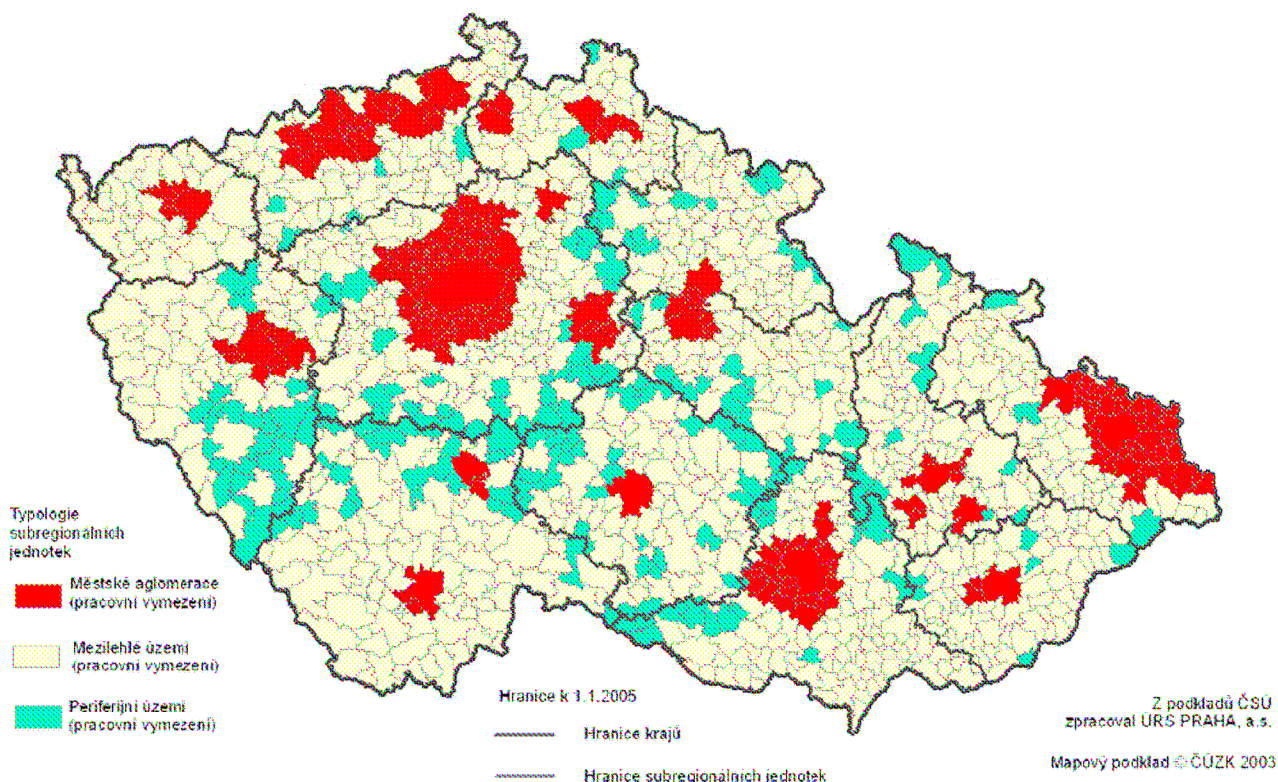 Typologie
subregionálních
jednotek
Městské aglomerace
(pracovní vymezení)
Mezilehlé území
(pracovní vymezení)
Periferijní území
(pracovní vymezení)
Hranice k 1.1.2005
Hranice krajů
Hranice subregionálních jednotek
Z podkladů ČSÚ
zpracoval ÚRS PRAHA, a.s.
Mapový podklad © ČÚZK 2003